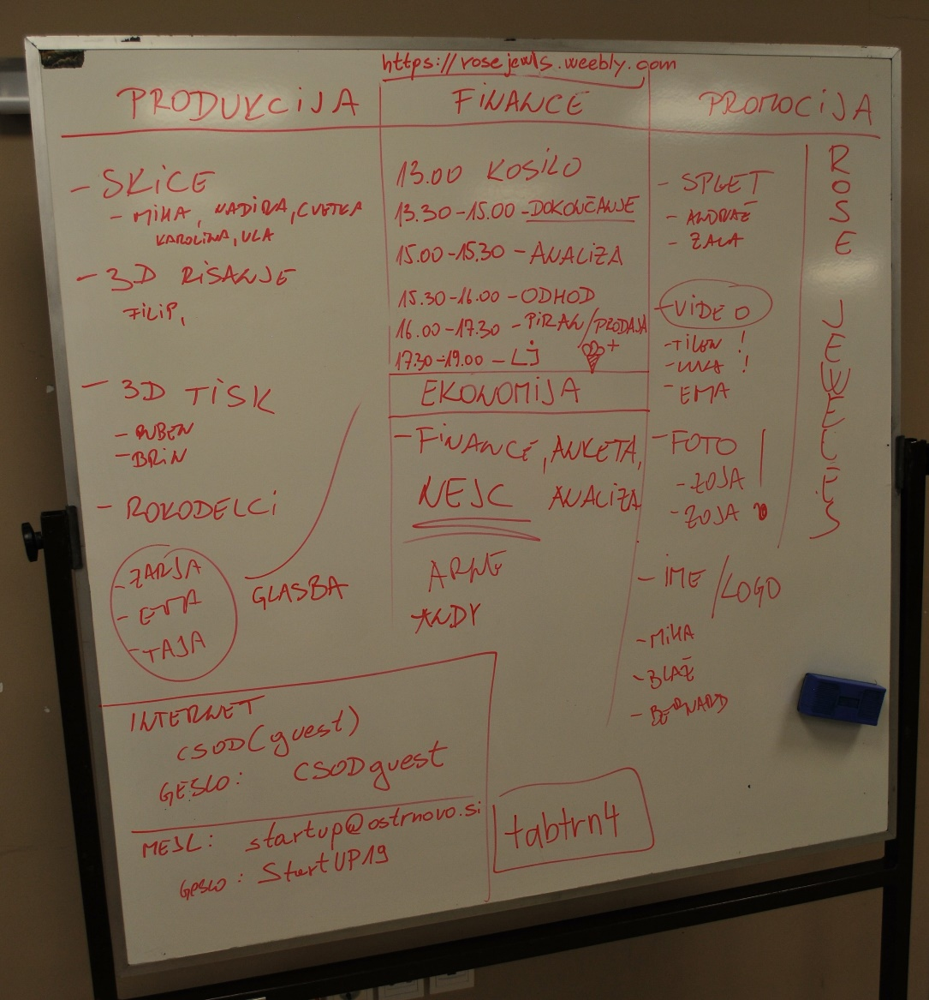 https://rosejewls.weebly.com
PRODUKCIJA
- SKICE
- MIHA, NADIRA, CVETKA
KAROLINA, ULA
- 3D RISANJE
FILIP,
- 3D TISK
- RUBEN
- BRIN
- ROKODELCI
- ZARJA
- EMA
- TAJA
GLASBA
FINANCE
13.00 KOSILO
13.30-15.00 - DOKONČANJE
15.00-15.30 - ANALIZA
15.30-16.00 - ODHOD
16.00-17.30 - PIRAN/PRODAJA
17.30-19.00 - LJ +
EKONOMIJA
- FINANCE, ANKETA,
NEJC ANALIZA
ARNE
ANDY
PROMOCIJA
- SPLET
- ANDRAŽ
- ZALA
- VIDEO
- TILEN !
- LUKA !
- EMA
- FOTO
- ZOJA
- ZOJA
- IME / LOGO
- MIHA
- BLAŽ
- BERNARD
ROSE JEWELES
INTERNET
CSOD (guest)
GESLO: CSODguest
MEJL: startup@ostrnovo.si
GESLO: StartUP19
tabtrn4